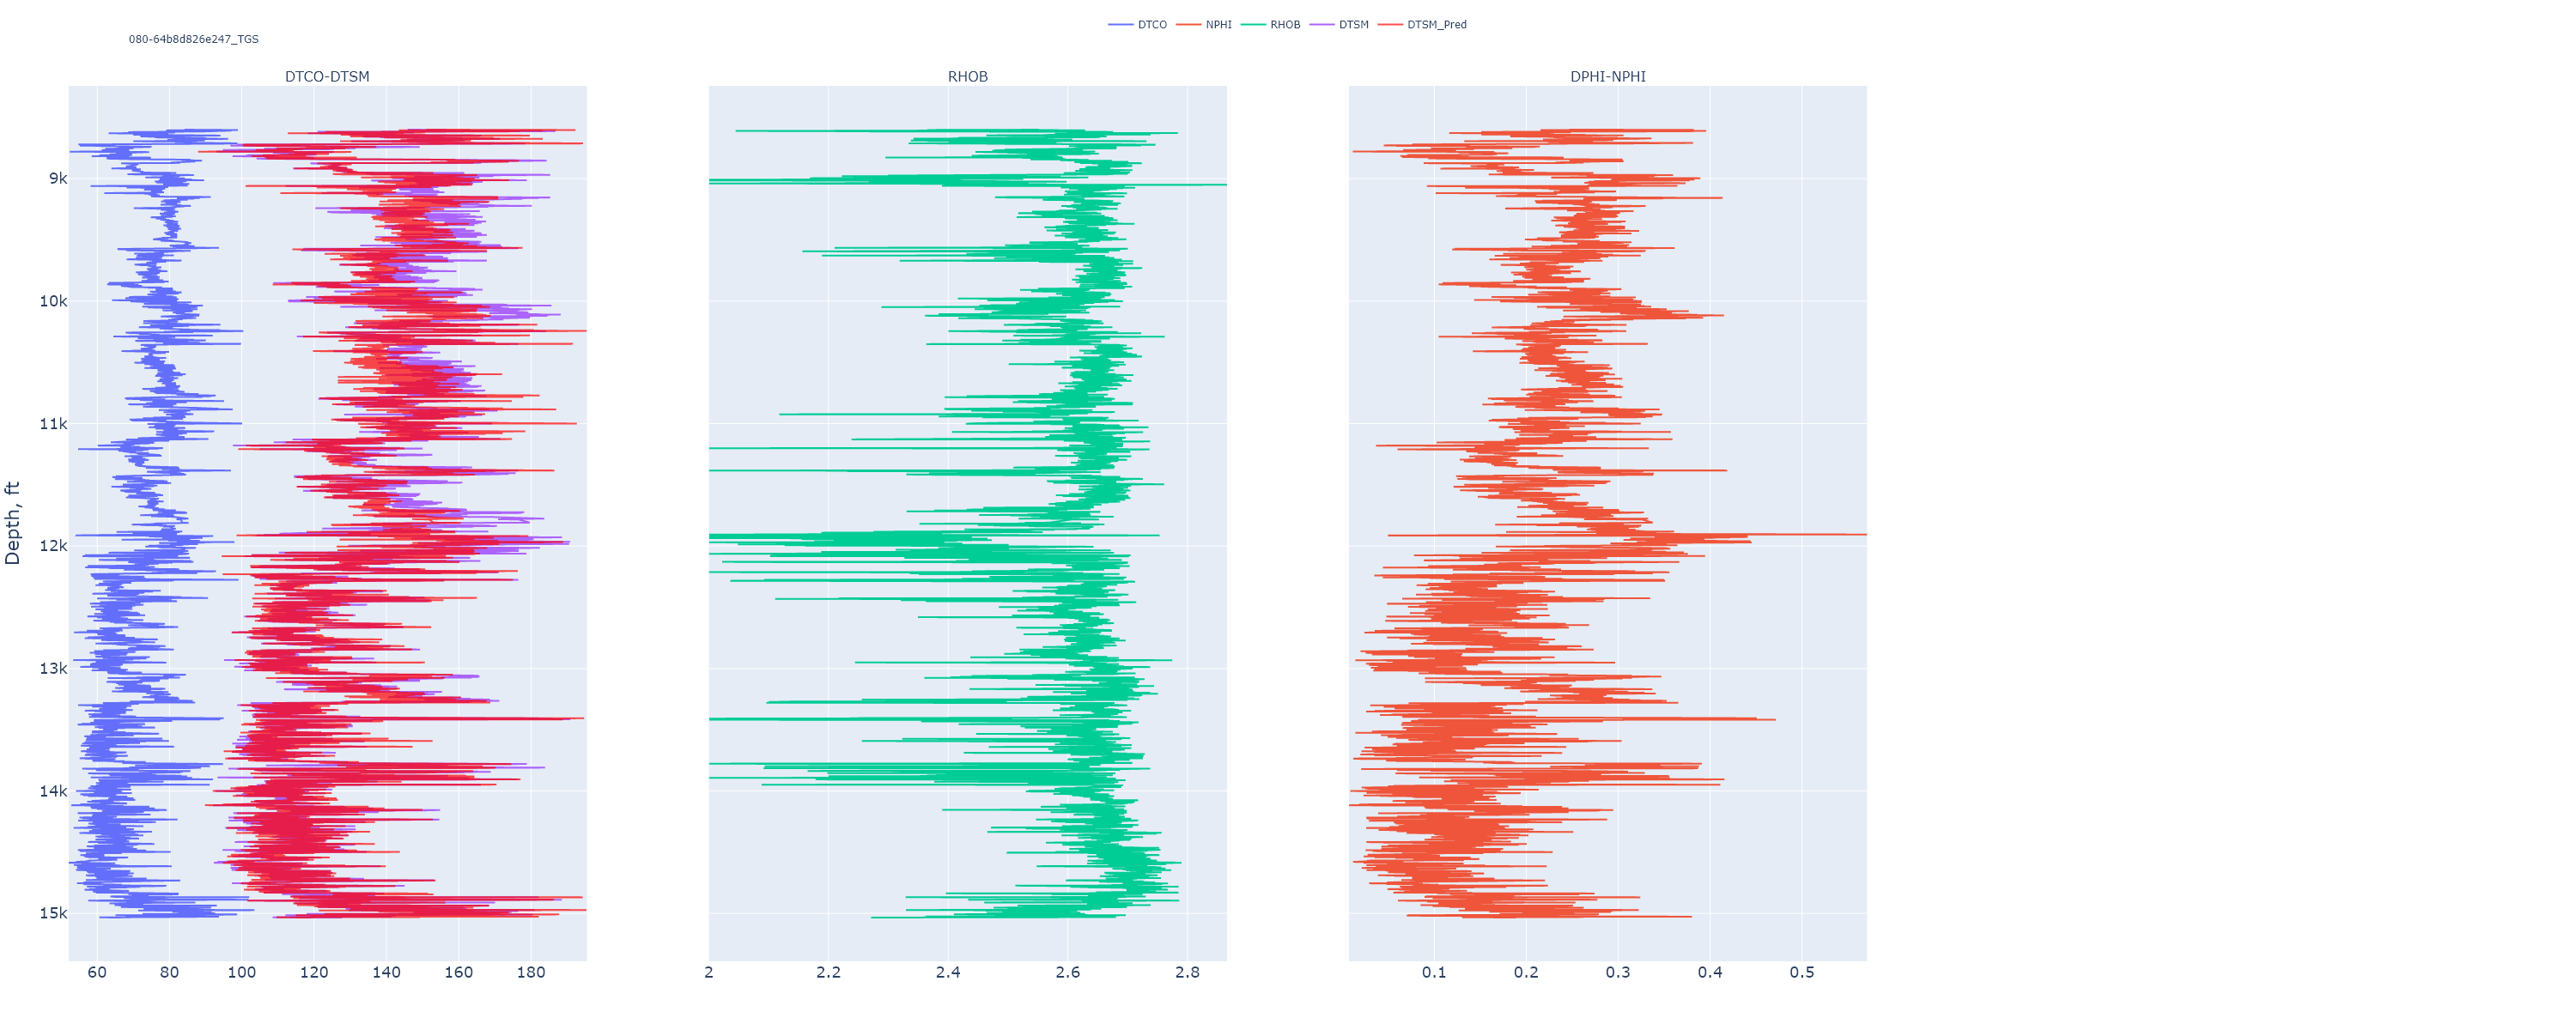 DTCO NPHI RHOB DTSM DTSM_Pred
080-64b8d826e247_TGS
DTCO-DTSM RHOB DPHI-NPHI
Depth, ft
9k
10k
11k
12k
13k
14k
15k
60 80 100 120 140 160 180
2 2.2 2.4 2.6 2.8
0.1 0.2 0.3 0.4 0.5